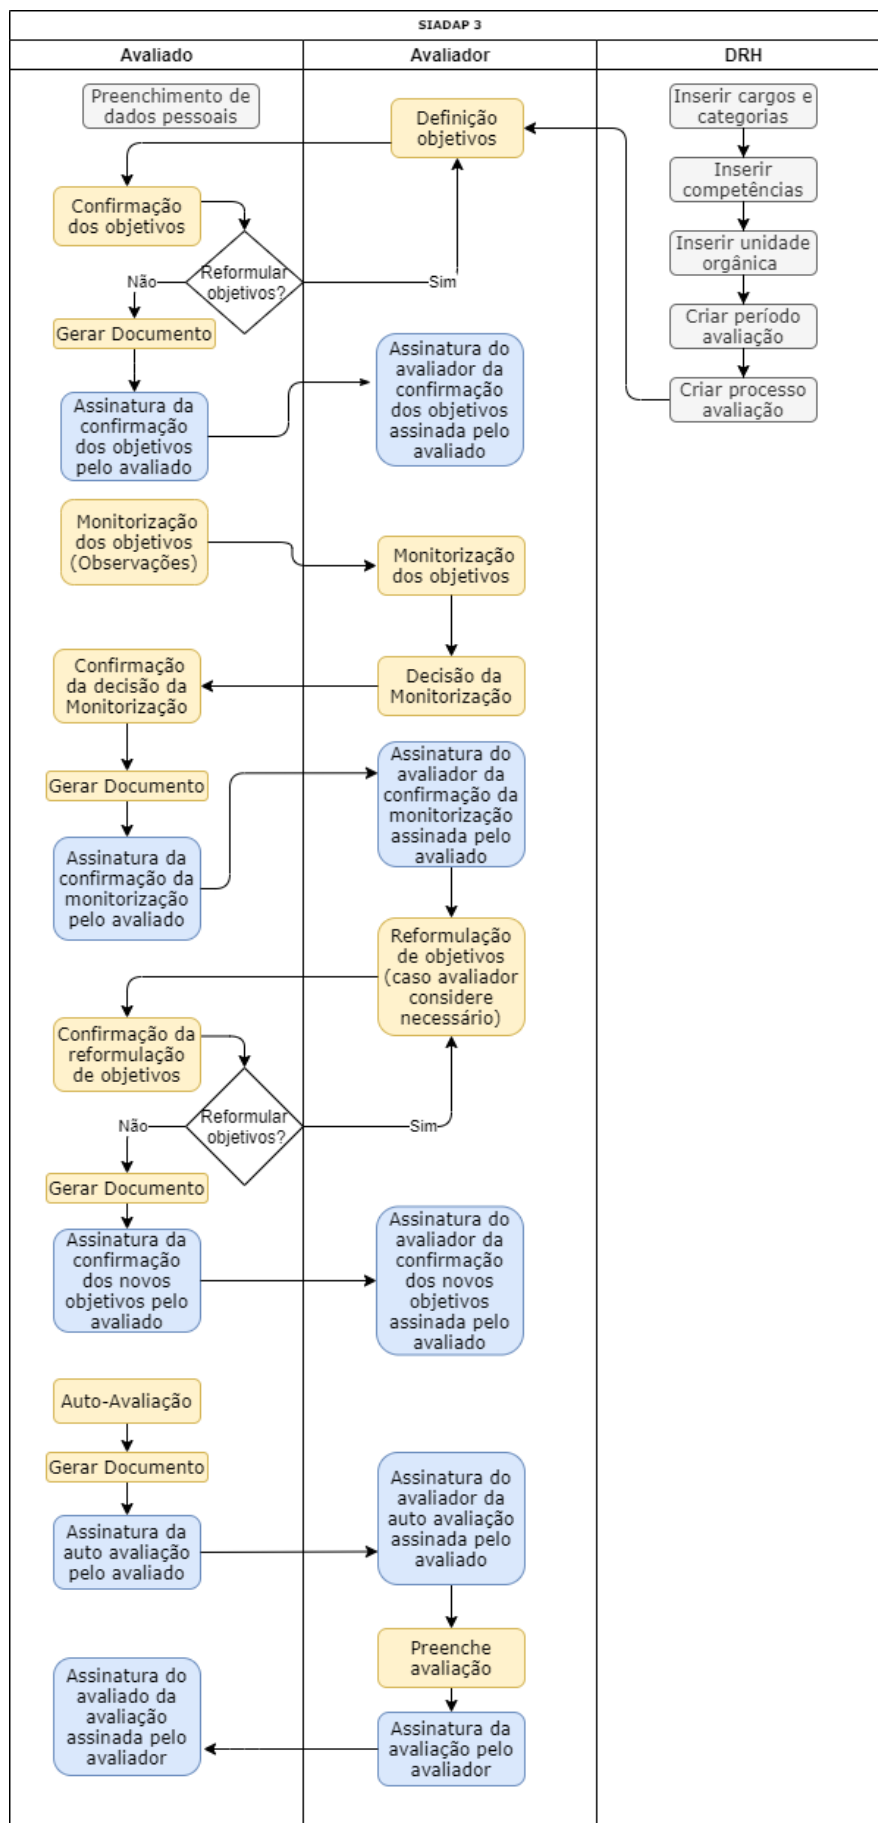 SIADAP 3
Avaliado
Avaliador
DRH
Preenchimento de
dados pessoais
Definição
objetivos
Inserir cargos e
categorias
Inserir
competências
Confirmação
dos objetivos
Inserir unidade
orgânica
Reformular
objetivos?
Não
Sim
Gerar Documento
Criar período
avaliação
Assinatura do
avaliador da
confirmação
dos objetivos
assinada pelo
avaliado
Criar processo
avaliação
Assinatura da
confirmação
dos objetivos
pelo avaliado
Monitorização
dos objetivos
(Observações)
Monitorização
dos objetivos
Confirmação
da decisão da
Monitorização
Decisão da
Monitorização
Gerar Documento
Assinatura do
avaliador da
confirmação da
monitorização
assinada pelo
avaliado
Assinatura da
confirmação da
monitorização
pelo avaliado
Reformulação
de objetivos
(caso avaliador
considere
necessário)
Confirmação da
reformulação
de objetivos
Reformular
objetivos?
Não
Sim
Gerar Documento
Assinatura da
confirmação
dos novos
objetivos pelo
avaliado
Assinatura do
avaliador da
confirmação
dos novos
objetivos
assinada pelo
avaliado
Auto-Avaliação
Gerar Documento
Assinatura do
avaliador da
auto avaliação
assinada pelo
avaliado
Assinatura da
auto avaliação
pelo avaliado
Preenche
avaliação
Assinatura do
avaliado da
avaliação
assinada pelo
avaliador
Assinatura da
avaliação pelo
avaliador